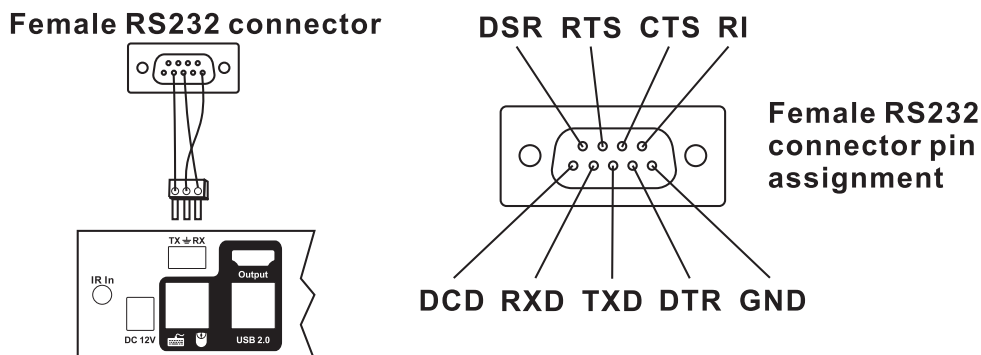 Female RS232 connector
TX ⏚ RX
IR In
Output
DC 12V
USB 2.0
DSR RTS CTS RI
Female RS232
connector pin
assignment
DCD RXD TXD DTR GND